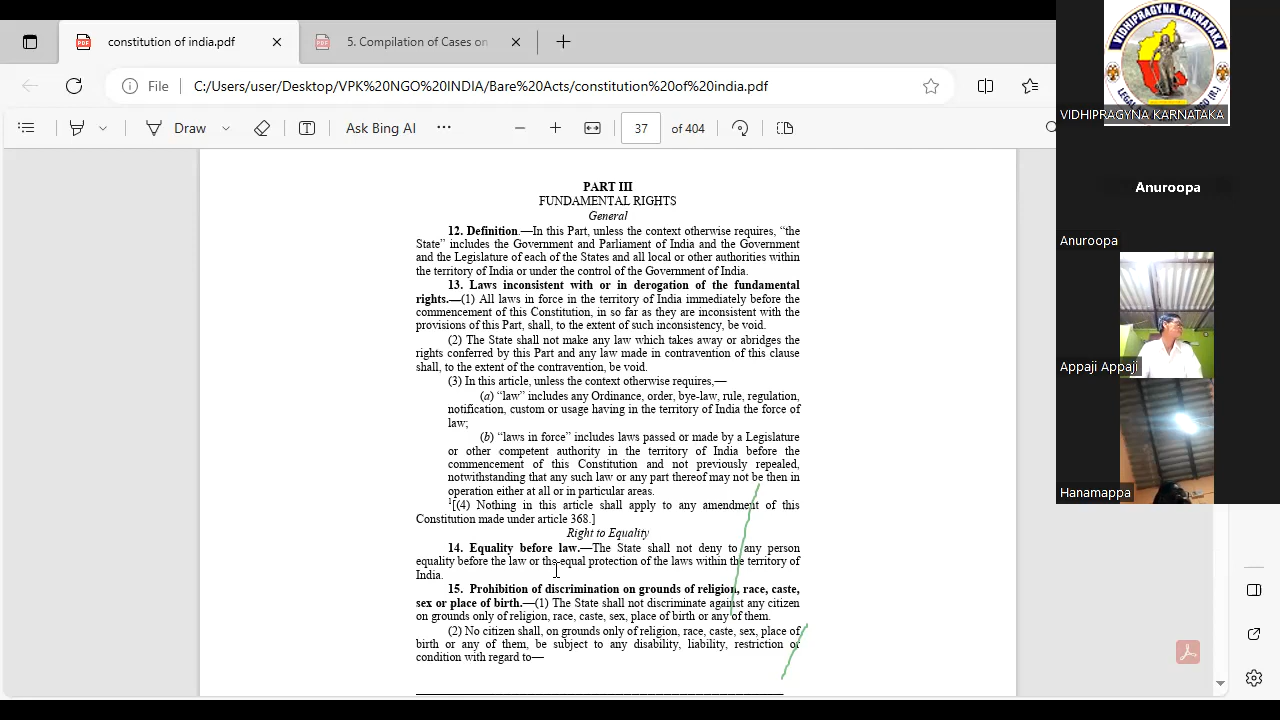 constitution of india.pdf
5. Compilation of Cases on
File
C:/Users/user/Desktop/VPK%20NGO%20INDIA/Bare%20Acts/constitution%20of%20india.pdf
Draw
Ask Bing AI
37 of 404
PART III
FUNDAMENTAL RIGHTS
General
12. Definition.—In this Part, unless the context otherwise requires, “the
State” includes the Government and Parliament of India and the Government
and the Legislature of each of the States and all local or other authorities within
the territory of India or under the control of the Government of India.
13. Laws inconsistent with or in derogation of the fundamental
rights.—(1) All laws in force in the territory of India immediately before the
commencement of this Constitution, in so far as they are inconsistent with the
provisions of this Part, shall, to the extent of such inconsistency, be void.
(2) The State shall not make any law which takes away or abridges the
rights conferred by this Part and any law made in contravention of this clause
shall, to the extent of the contravention, be void.
(3) In this article, unless the context otherwise requires,—
(a) “law” includes any Ordinance, order, bye-law, rule, regulation,
notification, custom or usage having in the territory of India the force of
law;
(b) “laws in force” includes laws passed or made by a Legislature
or other competent authority in the territory of India before the
commencement of this Constitution and not previously repealed,
notwithstanding that any such law or any part thereof may not be then in
operation either at all or in particular areas.
1[(4) Nothing in this article shall apply to any amendment of this
Constitution made under article 368.]
Right to Equality
14. Equality before law.—The State shall not deny to any person
equality before the law or the equal protection of the laws within the territory of
India.
15. Prohibition of discrimination on grounds of religion, race, caste,
sex or place of birth.—(1) The State shall not discriminate against any citizen
on grounds only of religion, race, caste, sex, place of birth or any of them.
(2) No citizen shall, on grounds only of religion, race, caste, sex, place of
birth or any of them, be subject to any disability, liability, restriction or
condition with regard to—
VIDHIPRAGYNA KARNATAKA
VIDHIPRAGYNA KARNATAKA
Anuroopa
Anuroopa
Appaji Appaji
Hanamappa